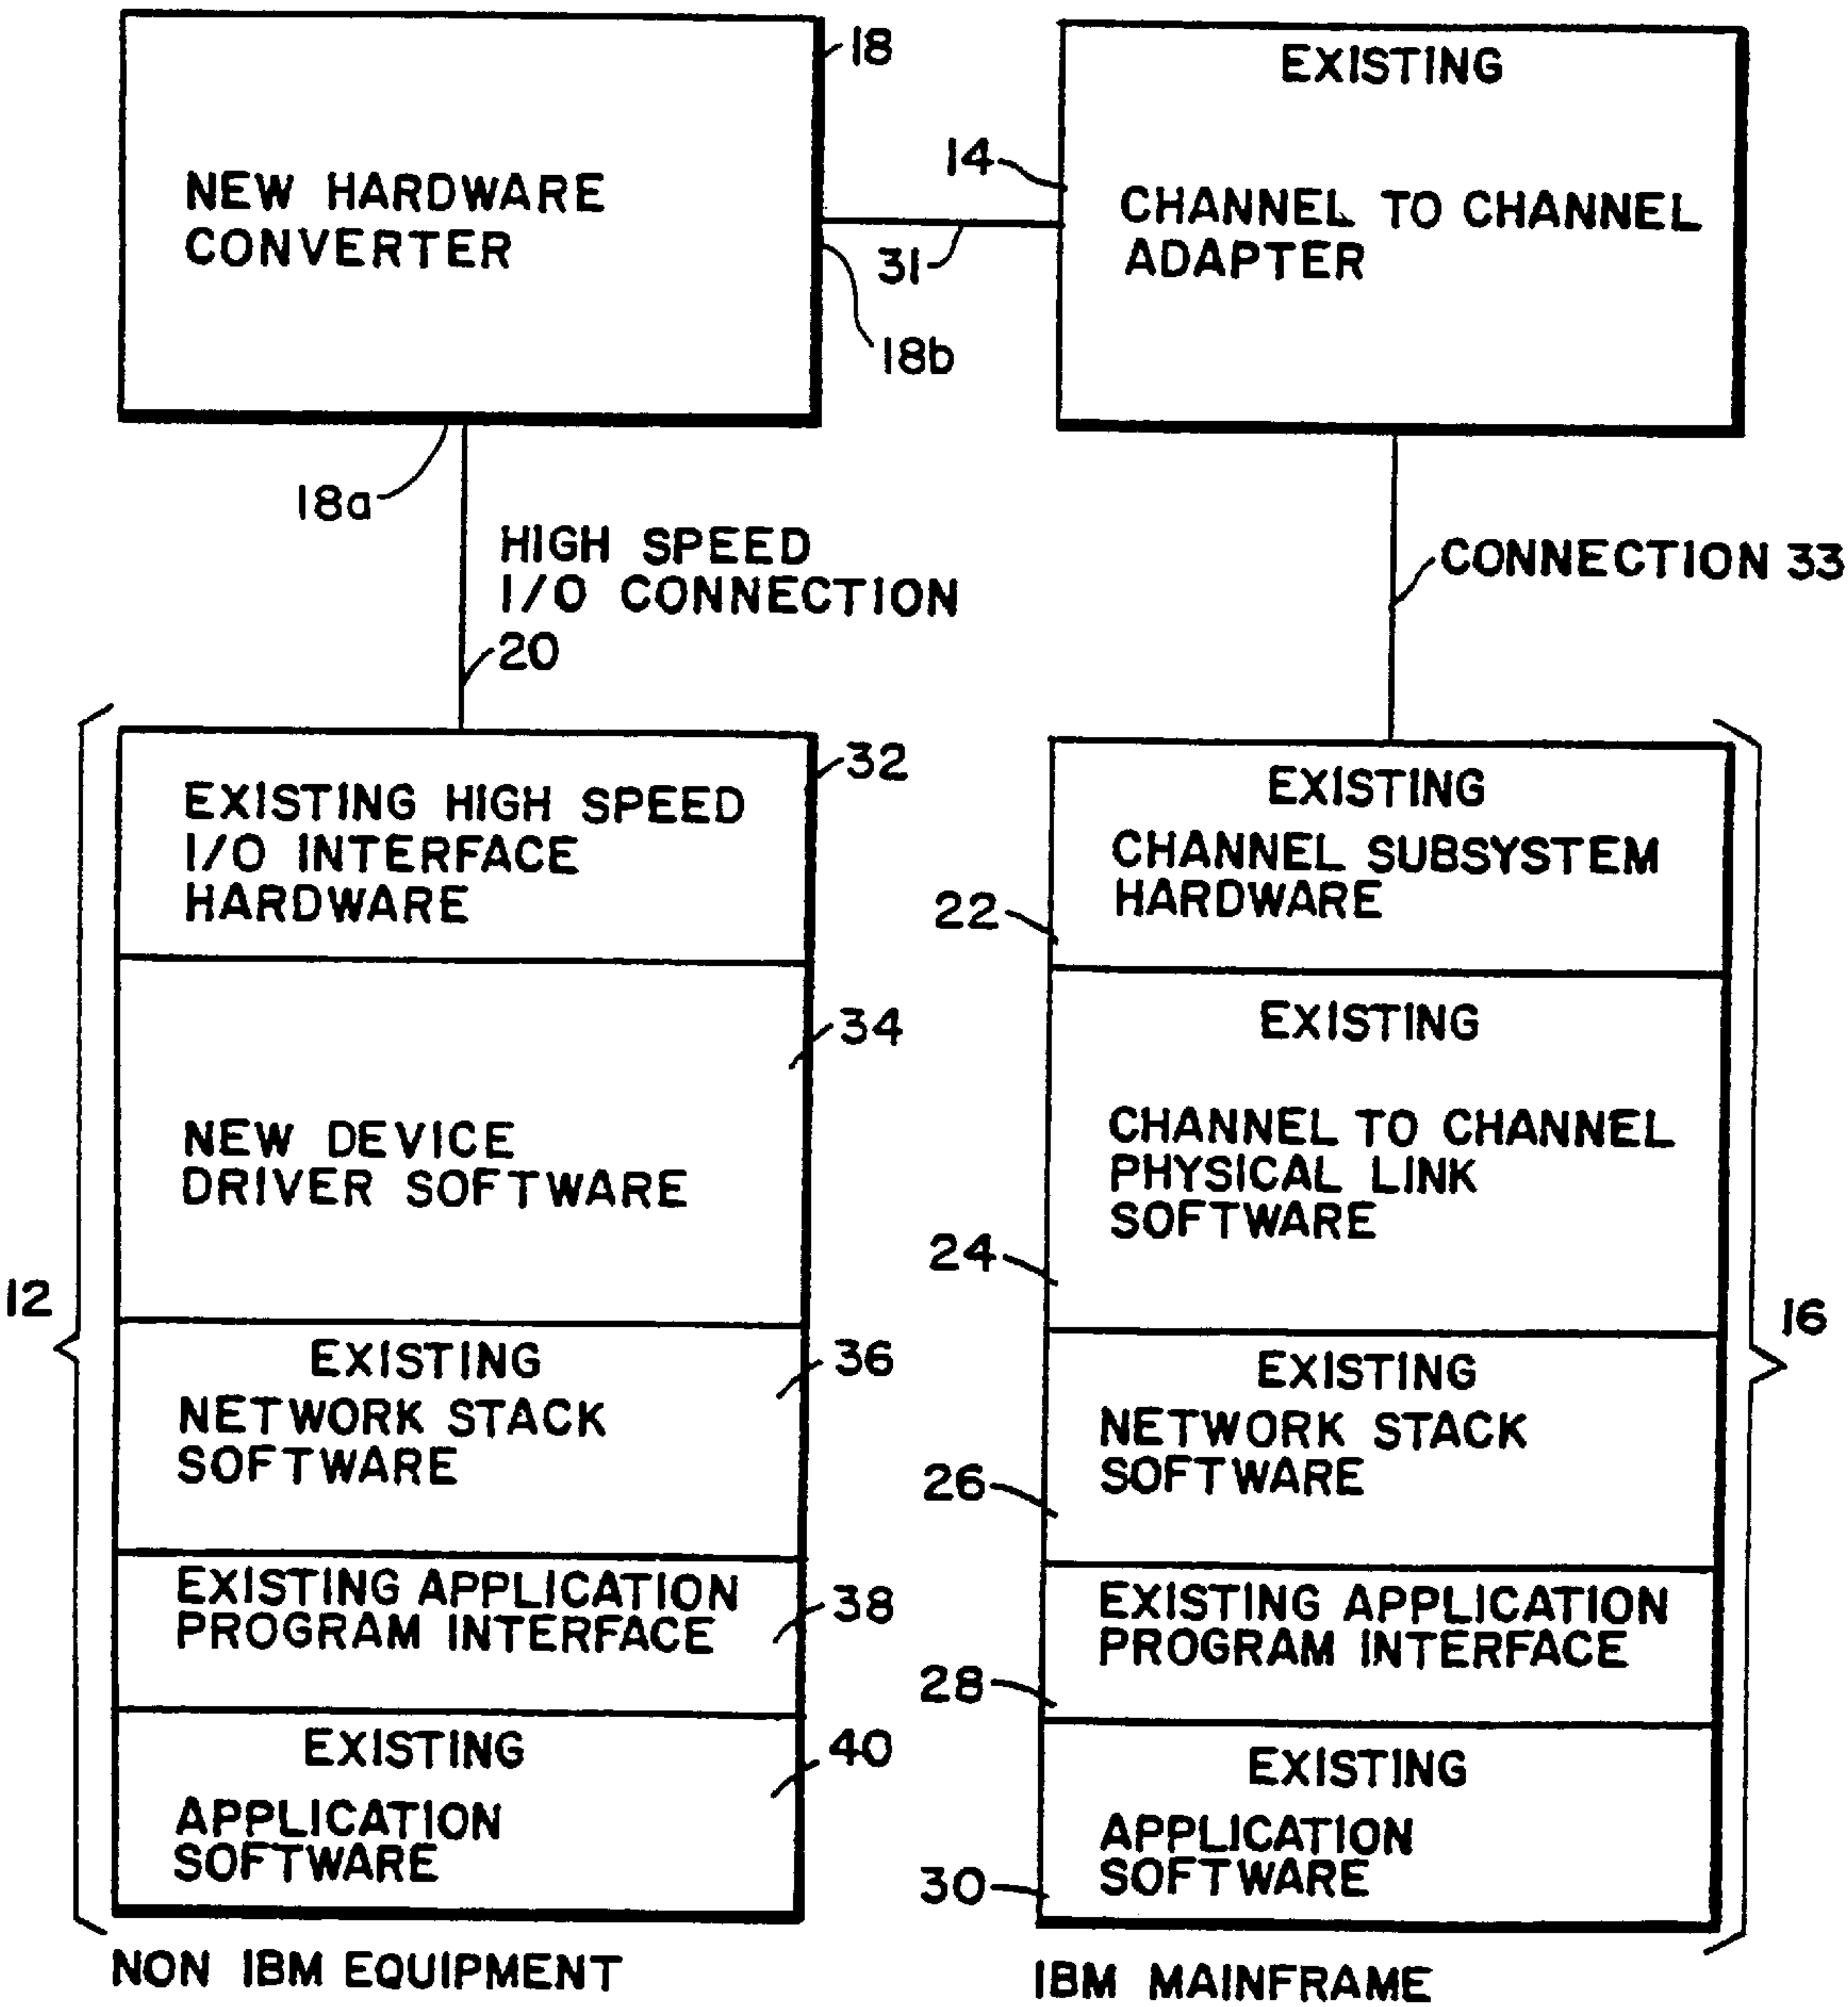 18
NEW HARDWARE
CONVERTER
18b
18a
31
EXISTING
14
CHANNEL TO CHANNEL
ADAPTER
HIGH SPEED
I/O CONNECTION
20
CONNECTION 33
12
32
EXISTING HIGH SPEED
I/O INTERFACE
HARDWARE
34
NEW DEVICE
DRIVER SOFTWARE
EXISTING
36
NETWORK STACK
SOFTWARE
EXISTING APPLICATION
38
PROGRAM INTERFACE
EXISTING
40
APPLICATION
SOFTWARE
NON IBM EQUIPMENT
16
EXISTING
CHANNEL SUBSYSTEM
HARDWARE
22
EXISTING
CHANNEL TO CHANNEL
PHYSICAL LINK
SOFTWARE
24
EXISTING
NETWORK STACK
SOFTWARE
26
EXISTING APPLICATION
PROGRAM INTERFACE
28
EXISTING
APPLICATION
SOFTWARE
30
IBM MAINFRAME